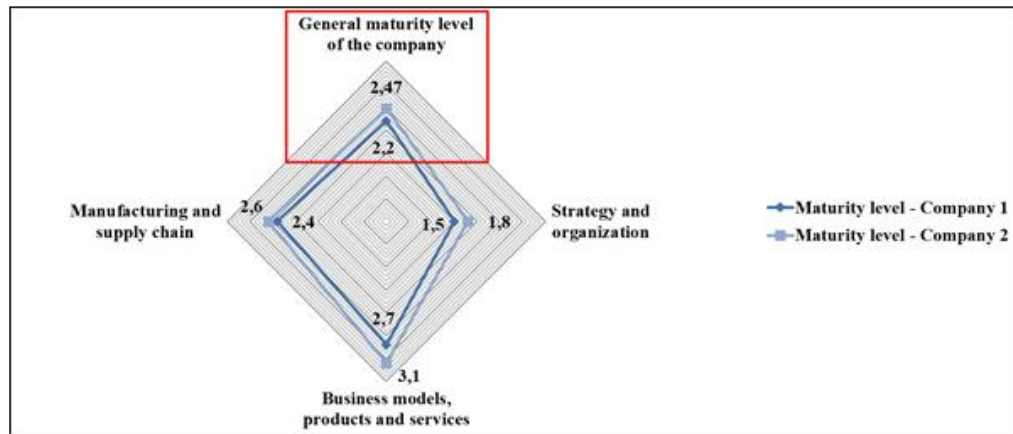 General maturity level
of the company
2,47
2,2
Manufacturing and
supply chain
2,6
2,4
1,5
1,8
Strategy and
organization
Maturity level - Company 1
Maturity level - Company 2
2,7
3,1
Business models,
products and services